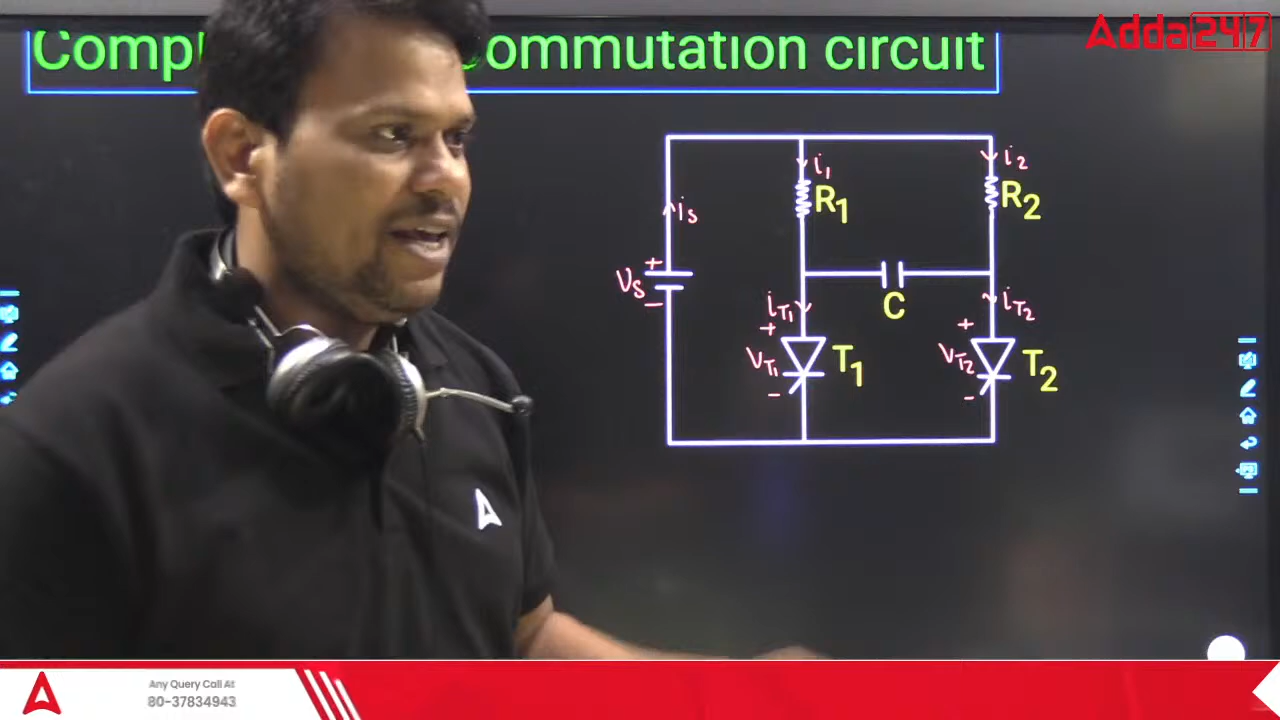 Comp ommutation circuit
Adda247
i1
i2
R1
R2
is
+
Vs
-
C
iT1
iT2
+
+
VT1
T1
VT2
T2
-
-
Any Query Call At
80-37834943